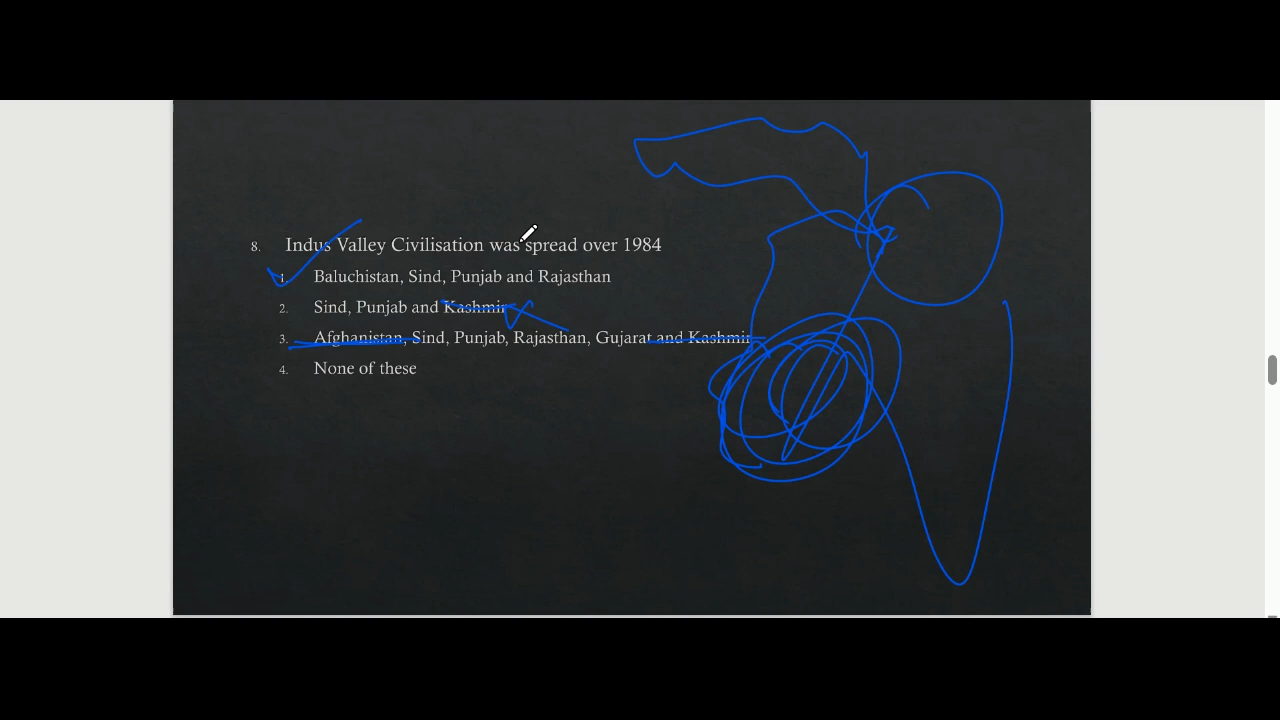 8. Indus Valley Civilisation was spread over 1984
1. Baluchistan, Sind, Punjab and Rajasthan
2. Sind, Punjab and Kashmir
3. Afghanistan, Sind, Punjab, Rajasthan, Gujarat and Kashmir
4. None of these